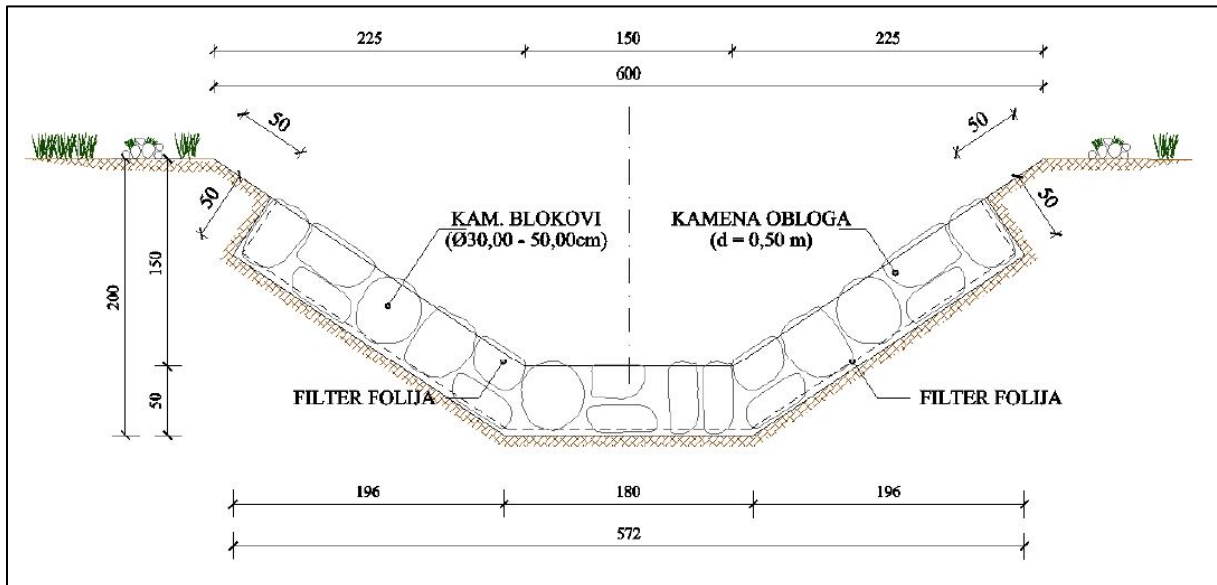 225 150 225
600
50 50
50 50
KAM. BLOKOVI
(Ø30,00 - 50,00cm)
KAMENA OBLOGA
(d = 0,50 m)
150
200
50
FILTER FOLIJA
FILTER FOLIJA
196 180 196
572